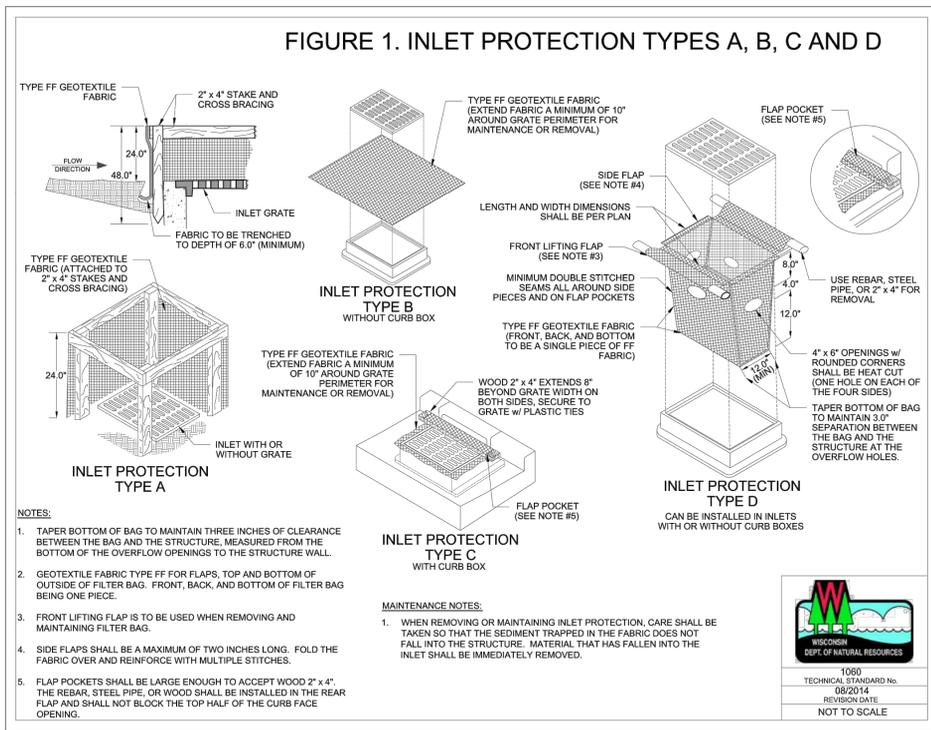 FIGURE 1. INLET PROTECTION TYPES A, B, C AND D
TYPE FF GEOTEXTILE
FABRIC
2" x 4" STAKE AND
CROSS BRACING
FLOW
DIRECTION
24.0"
48.0"
INLET GRATE
FABRIC TO BE TRENCHED
TO DEPTH OF 6.0" (MINIMUM)
TYPE FF GEOTEXTILE
FABRIC (ATTACHED TO
2" x 4" STAKES AND
CROSS BRACING)
24.0"
INLET WITH OR
WITHOUT GRATE
INLET PROTECTION
TYPE A
TYPE FF GEOTEXTILE FABRIC
(EXTEND FABRIC A MINIMUM OF 10"
AROUND GRATE PERIMETER FOR
MAINTENANCE OR REMOVAL)
INLET PROTECTION
TYPE B
WITHOUT CURB BOX
TYPE FF GEOTEXTILE FABRIC
(EXTEND FABRIC A MINIMUM
OF 10" AROUND GRATE
PERIMETER FOR
MAINTENANCE OR REMOVAL)
WOOD 2" x 4" EXTENDS 8"
BEYOND GRATE WIDTH ON
BOTH SIDES, SECURE TO
GRATE w/ PLASTIC TIES
FLAP POCKET
(SEE NOTE #5)
INLET PROTECTION
TYPE C
WITH CURB BOX
FLAP POCKET
(SEE NOTE #5)
SIDE FLAP
(SEE NOTE #4)
LENGTH AND WIDTH DIMENSIONS
SHALL BE PER PLAN
FRONT LIFTING FLAP
(SEE NOTE #3)
MINIMUM DOUBLE STITCHED
SEAMS ALL AROUND SIDE
PIECES AND ON FLAP POCKETS
TYPE FF GEOTEXTILE FABRIC
(FRONT, BACK, AND BOTTOM
TO BE A SINGLE PIECE OF FF
FABRIC)
8.0"
4.0"
12.0"
12.0"
(MIN)
USE REBAR, STEEL
PIPE, OR 2" x 4" FOR
REMOVAL
4" x 6" OPENINGS w/
ROUNDED CORNERS
SHALL BE HEAT CUT
(ONE HOLE ON EACH OF
THE FOUR SIDES)
TAPER BOTTOM OF BAG
TO MAINTAIN 3.0"
SEPARATION BETWEEN
THE BAG AND THE
STRUCTURE AT THE
OVERFLOW HOLES.
INLET PROTECTION
TYPE D
CAN BE INSTALLED IN INLETS
WITH OR WITHOUT CURB BOXES
NOTES:
1. TAPER BOTTOM OF BAG TO MAINTAIN THREE INCHES OF CLEARANCE
BETWEEN THE BAG AND THE STRUCTURE, MEASURED FROM THE
BOTTOM OF THE OVERFLOW OPENINGS TO THE STRUCTURE WALL.
2. GEOTEXTILE FABRIC TYPE FF FOR FLAPS, TOP AND BOTTOM OF
OUTSIDE OF FILTER BAG. FRONT, BACK, AND BOTTOM OF FILTER BAG
BEING ONE PIECE.
3. FRONT LIFTING FLAP IS TO BE USED WHEN REMOVING AND
MAINTAINING FILTER BAG.
4. SIDE FLAPS SHALL BE A MAXIMUM OF TWO INCHES LONG. FOLD THE
FABRIC OVER AND REINFORCE WITH MULTIPLE STITCHES.
5. FLAP POCKETS SHALL BE LARGE ENOUGH TO ACCEPT WOOD 2" x 4".
THE REBAR, STEEL PIPE, OR WOOD SHALL BE INSTALLED IN THE REAR
FLAP AND SHALL NOT BLOCK THE TOP HALF OF THE CURB FACE
OPENING.
MAINTENANCE NOTES:
1. WHEN REMOVING OR MAINTAINING INLET PROTECTION, CARE SHALL BE
TAKEN SO THAT THE SEDIMENT TRAPPED IN THE FABRIC DOES NOT
FALL INTO THE STRUCTURE. MATERIAL THAT HAS FALLEN INTO THE
INLET SHALL BE IMMEDIATELY REMOVED.
W
WISCONSIN
DEPT. OF NATURAL RESOURCES
1060
TECHNICAL STANDARD No.
08/2014
REVISION DATE
NOT TO SCALE